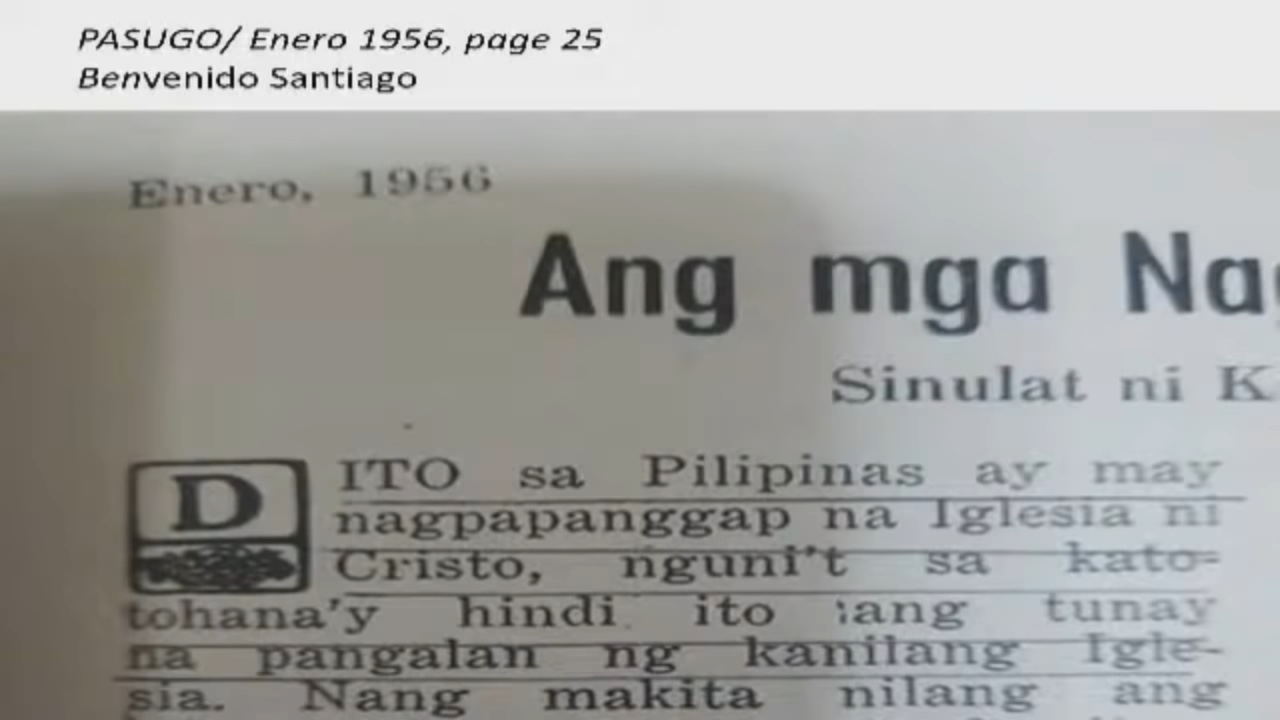 PASUGO/ Enero 1956, page 25
Benvenido Santiago
Enero, 1956
Ang mga
Sinulat ni
DITO sa Pilipinas ay may
nagpapanggap na Iglesia ni
Cristo, nguni't sa kato-
tohana'y hindi ito ang tunay
na pangalan ng kanilang Igle-
sia. Nang makita nilang ang